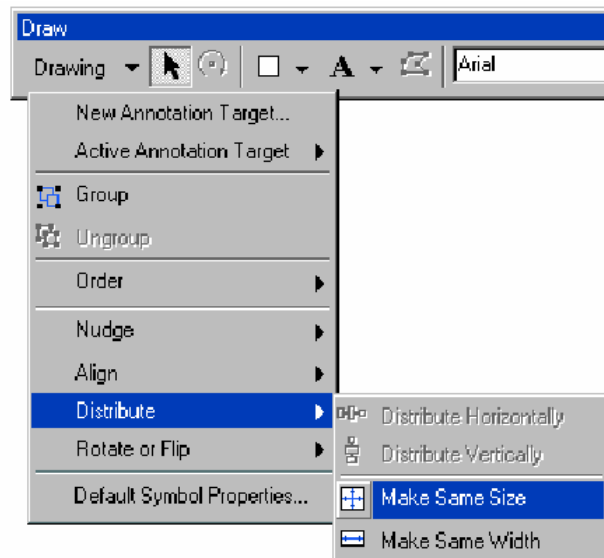 Draw
Drawing A Arial
New Annotation Target...
Active Annotation Target
Group
Ungroup
Order
Nudge
Align
Distribute
Rotate or Flip
Default Symbol Properties...
Distribute Horizontally
Distribute Vertically
Make Same Size
Make Same Width